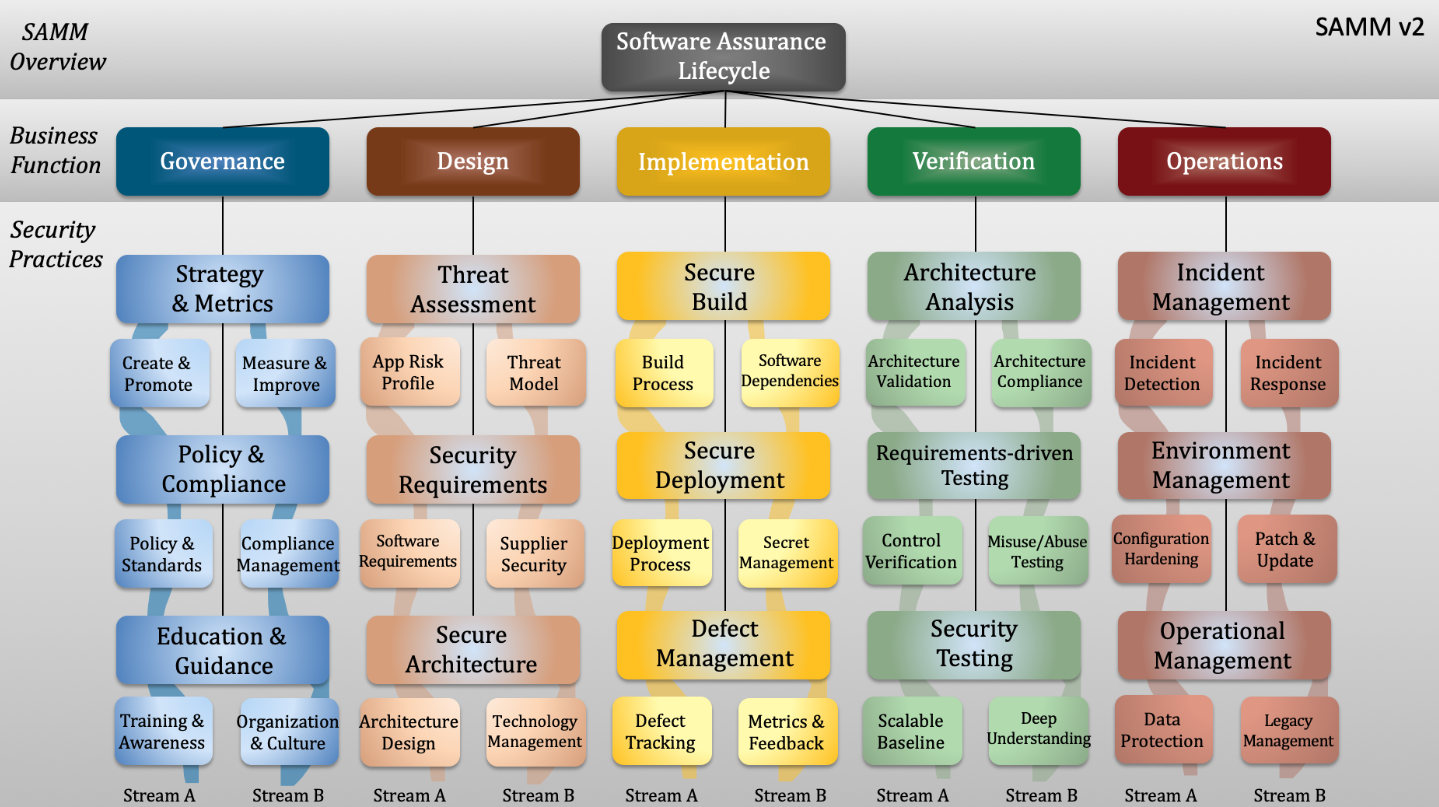 SAMM
Overview
Software Assurance
Lifecycle
SAMM v2
Business
Function
Governance
Design
Implementation
Verification
Operations
Security
Practices
Strategy
& Metrics
Threat
Assessment
Secure
Build
Architecture
Analysis
Incident
Management
Create &
Promote
Measure &
Improve
App Risk
Profile
Threat
Model
Build
Process
Software
Dependencies
Architecture
Validation
Architecture
Compliance
Incident
Detection
Incident
Response
Policy &
Compliance
Security
Requirements
Secure
Deployment
Requirements-driven
Testing
Environment
Management
Policy &
Standards
Compliance
Management
Software
Requirements
Supplier
Security
Deployment
Process
Secret
Management
Control
Verification
Misuse/Abuse
Testing
Configuration
Hardening
Patch &
Update
Education &
Guidance
Secure
Architecture
Defect
Management
Security
Testing
Operational
Management
Training &
Awareness
Organization
& Culture
Architecture
Design
Technology
Management
Defect
Tracking
Metrics &
Feedback
Scalable
Baseline
Deep
Understanding
Data
Protection
Legacy
Management
Stream A
Stream B
Stream A
Stream B
Stream A
Stream B
Stream A
Stream B
Stream A
Stream B